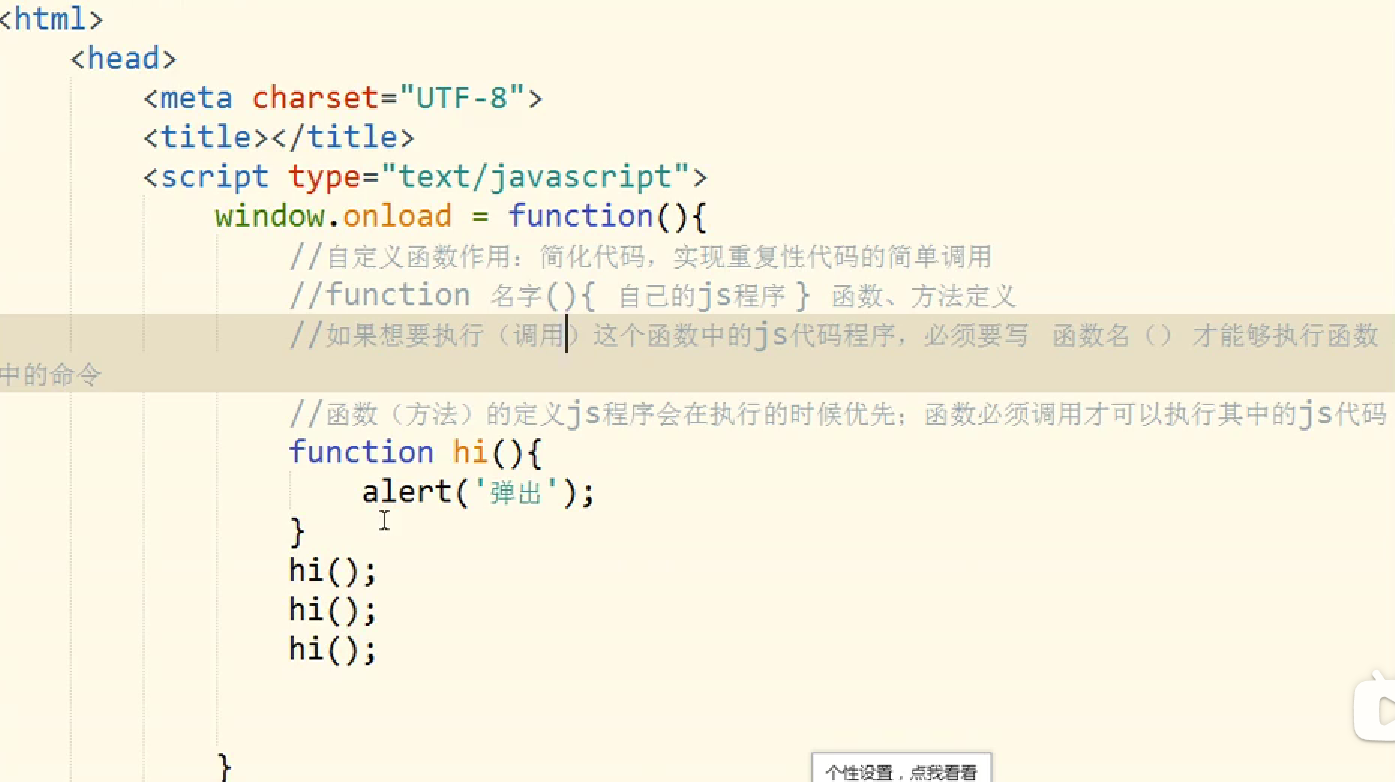 <html>
<head>
<meta charset="UTF-8">
<title></title>
<script type="text/javascript">
window.onload = function(){
//自定义函数作用：简化代码，实现重复性代码的简单调用
//function 名字(){ 自己的js程序 } 函数、方法定义
//如果想要执行（调用）这个函数中的js代码程序，必须要写 函数名（） 才能够执行函数
中的命令
//函数（方法）的定义js程序会在执行的时候优先；函数必须调用才可以执行其中的js代码
function hi(){
alert('弹出');
}
hi();
hi();
hi();
}
个性设置，点我看看